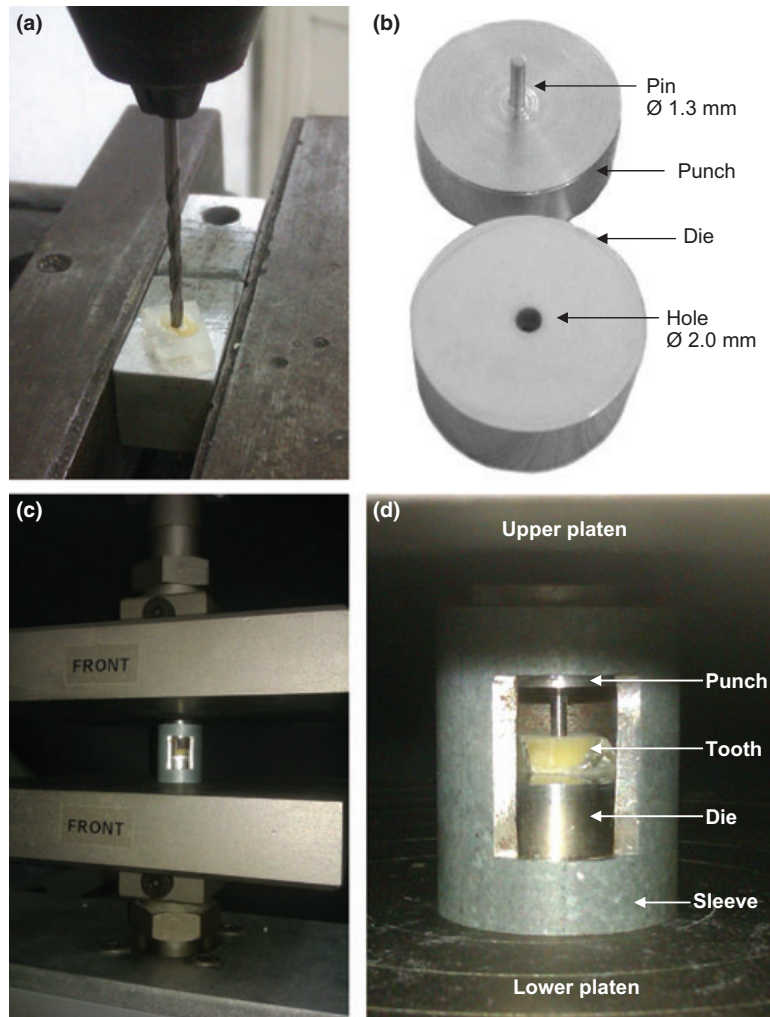 (a)
(b)
Pin
Ø 1.3 mm
Punch
Die
Hole
Ø 2.0 mm
(c)
FRONT
FRONT
(d)
Upper platen
Punch
Tooth
Die
Sleeve
Lower platen